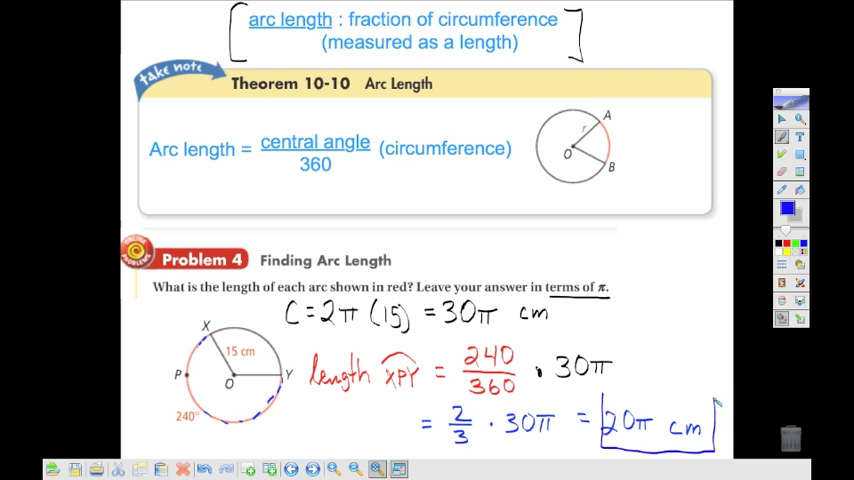 arc length : fraction of circumference
(measured as a length)
take note
Theorem 10-10 Arc Length
Arc length = central angle / 360 (circumference)
A
r
O
B
Problem 4 Finding Arc Length
What is the length of each arc shown in red? Leave your answer in terms of π.
C = 2π (15) = 30π cm
X
15 cm
P
O
Y
240°
length XPY = 240/360 · 30π
= 2/3 · 30π = 20π cm